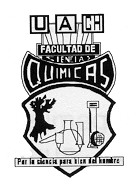 UACH
FACULTAD DE
CIENCIAS
QUIMICAS
Por la ciencia para bien del hombre